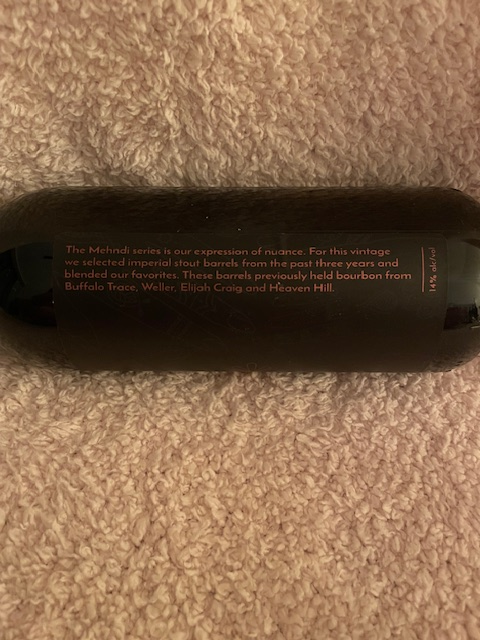 The Mehndi series is our expression of nuance. For this vintage
we selected imperial stout barrels from the past three years and
blended our favorites. These barrels previously held bourbon from
Buffalo Trace, Weller, Elijah Craig and Heaven Hill.
14% alc/vol